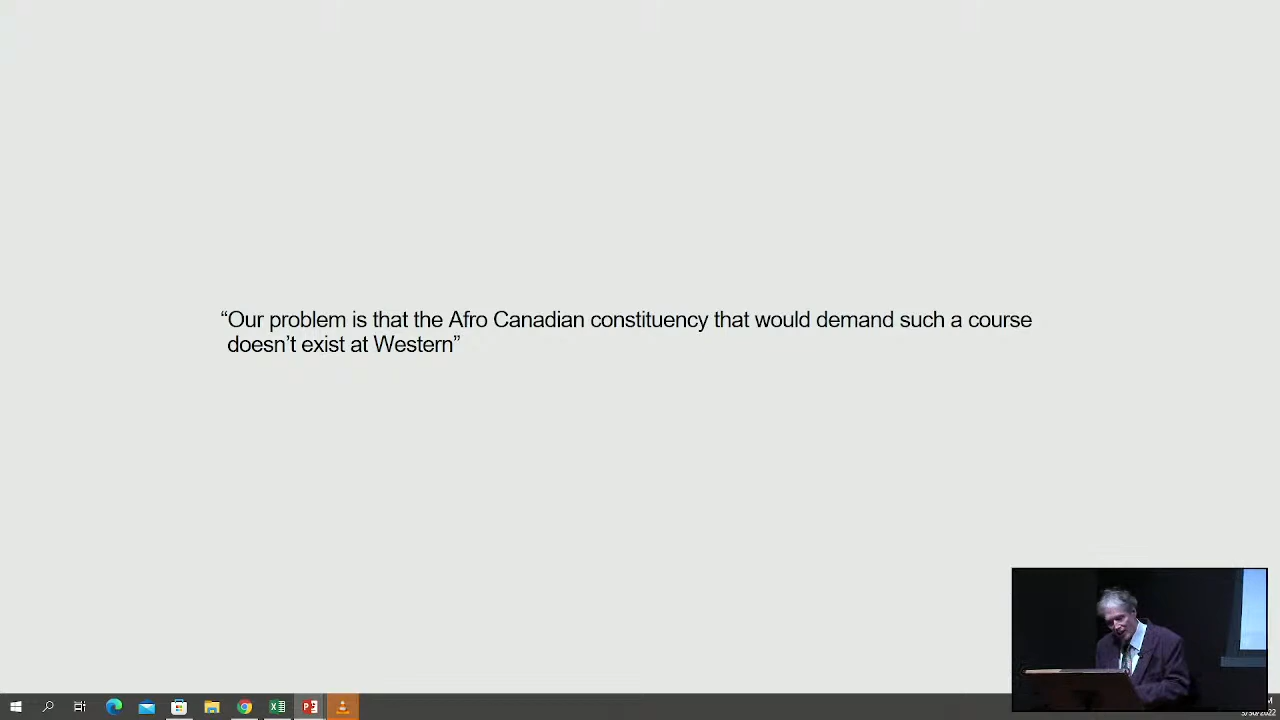 “Our problem is that the Afro Canadian constituency that would demand such a course
doesn’t exist at Western”